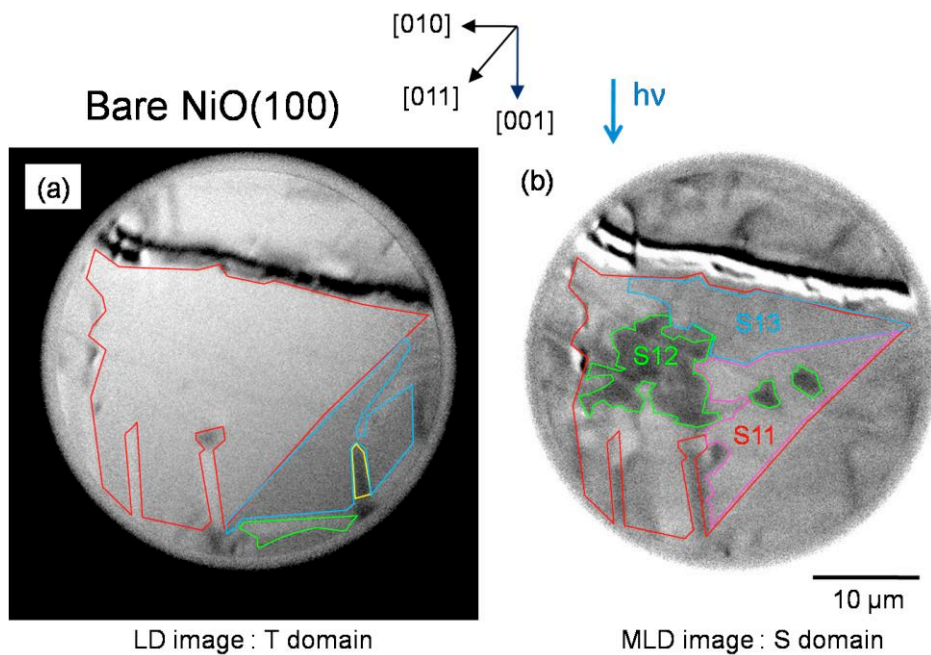 [010]
[011]
[001]
hν
Bare NiO(100)
(a)
(b)
S13
S12
S11
10 μm
LD image : T domain
MLD image : S domain